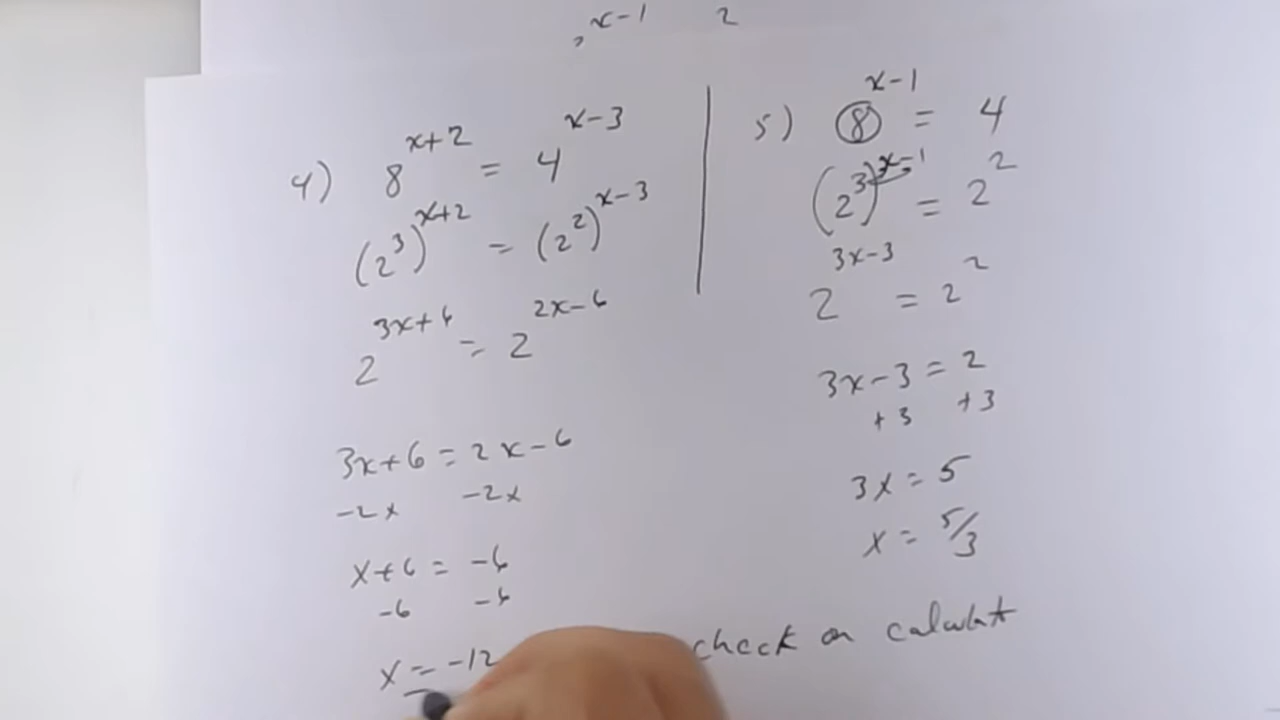 x-1 2
4) 8^{x+2} = 4^{x-3}
(2^3)^{x+2} = (2^2)^{x-3}
2^{3x+6} = 2^{2x-6}
3x+6 = 2x-6
-2x -2x
x+6 = -6
-6 -6
x = -12
5) 8^{x-1} = 4
(2^3)^{x-1} = 2^2
2^{3x-3} = 2^2
3x-3 = 2
+3 +3
3x = 5
x = 5/3
check on